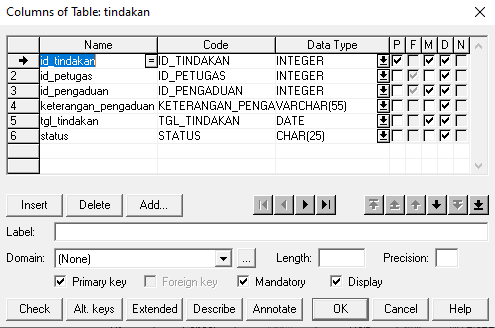 Columns of Table: tindakan
Name Code Data Type P F M D N
id_tindakan = ID_TINDAKAN INTEGER
2 id_petugas ID_PETUGAS INTEGER
3 id_pengaduan ID_PENGADUAN INTEGER
4 keterangan_pengaduan KETERANGAN_PENGA VARCHAR(55)
5 tgl_tindakan TGL_TINDAKAN DATE
6 status STATUS CHAR(25)
Insert Delete Add...
Label:
Domain: (None) ... Length: Precision:
Primary key Foreign key Mandatory Display
Check Alt. keys Extended Describe Annotate OK Cancel Help